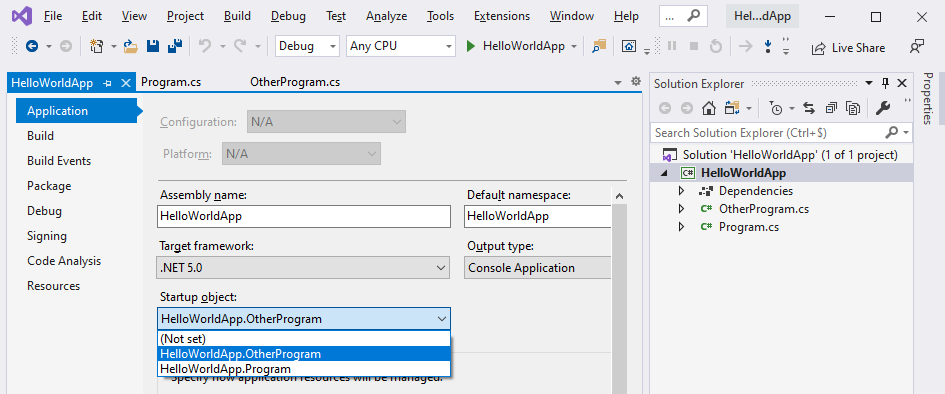 File Edit View Project Build Debug Test Analyze Tools Extensions Window Help ... Hel...dApp
Debug Any CPU HelloWorldApp Live Share
HelloWorldApp Program.cs OtherProgram.cs
Application
Build
Build Events
Package
Debug
Signing
Code Analysis
Resources
Configuration: N/A
Platform: N/A
Assembly name: Default namespace:
HelloWorldApp HelloWorldApp
Target framework: Output type:
.NET 5.0 Console Application
Startup object:
HelloWorldApp.OtherProgram
(Not set)
HelloWorldApp.OtherProgram
HelloWorldApp.Program
Specify how application resources will be managed:
Solution Explorer
Search Solution Explorer (Ctrl+$)
Solution 'HelloWorldApp' (1 of 1 project)
C# HelloWorldApp
Dependencies
C# OtherProgram.cs
C# Program.cs
Properties